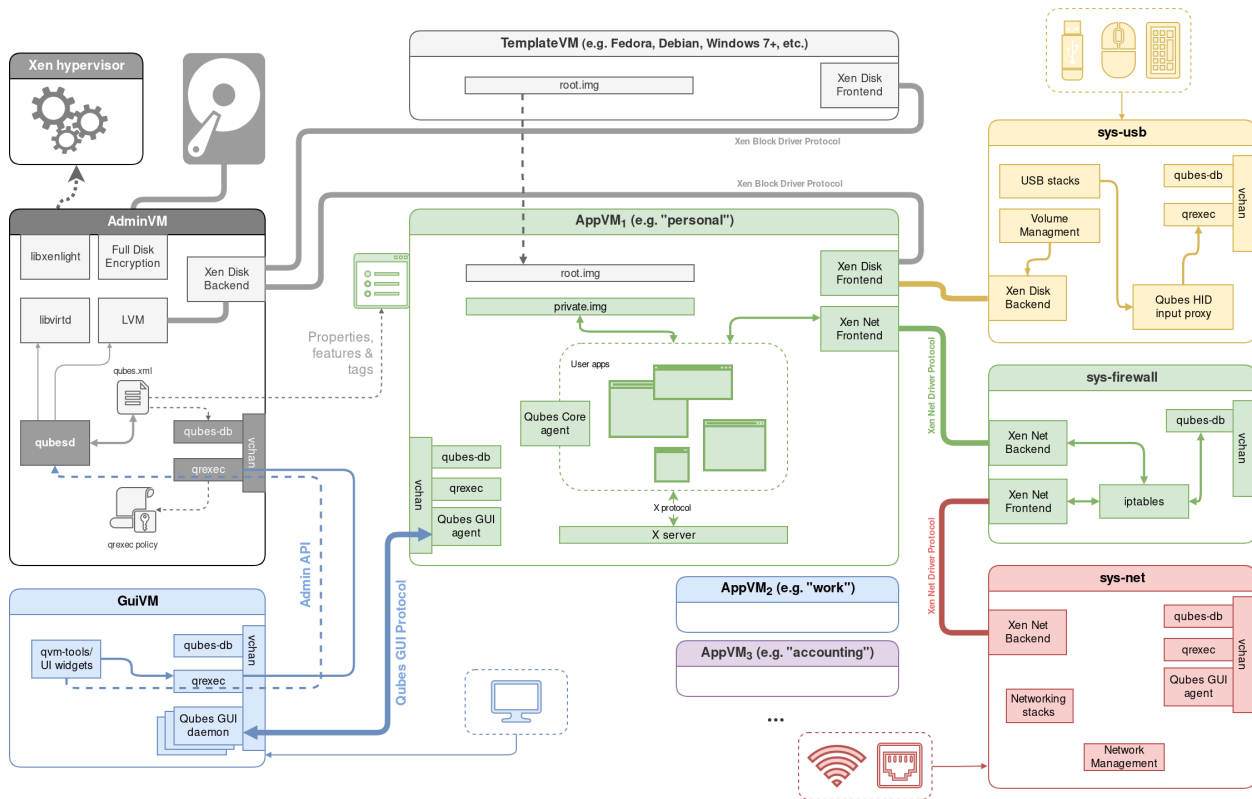 Xen hypervisor
TemplateVM (e.g. Fedora, Debian, Windows 7+, etc.)
root.img
Xen Disk
Frontend
Xen Block Driver Protocol
Xen Block Driver Protocol
AdminVM
libxenlight
Full Disk
Encryption
Xen Disk
Backend
libvirtd
LVM
qubes.xml
qubesd
qubes-db
qrexec
vchan
qrexec policy
Properties,
features &
tags
Admin API
AppVM1 (e.g. "personal")
root.img
private.img
Xen Disk
Frontend
Xen Net
Frontend
User apps
Qubes Core
agent
qubes-db
qrexec
Qubes GUI
agent
vchan
X protocol
X server
Qubes GUI Protocol
GuiVM
qvm-tools/
UI widgets
qubes-db
qrexec
Qubes GUI
daemon
vchan
AppVM2 (e.g. "work")
AppVM3 (e.g. "accounting")
...
sys-usb
USB stacks
Volume
Managment
Xen Disk
Backend
qubes-db
qrexec
vchan
Qubes HID
input proxy
Xen Net Driver Protocol
sys-firewall
Xen Net
Backend
Xen Net
Frontend
qubes-db
vchan
iptables
Xen Net Driver Protocol
sys-net
Xen Net
Backend
qubes-db
qrexec
Qubes GUI
agent
vchan
Networking
stacks
Network
Management